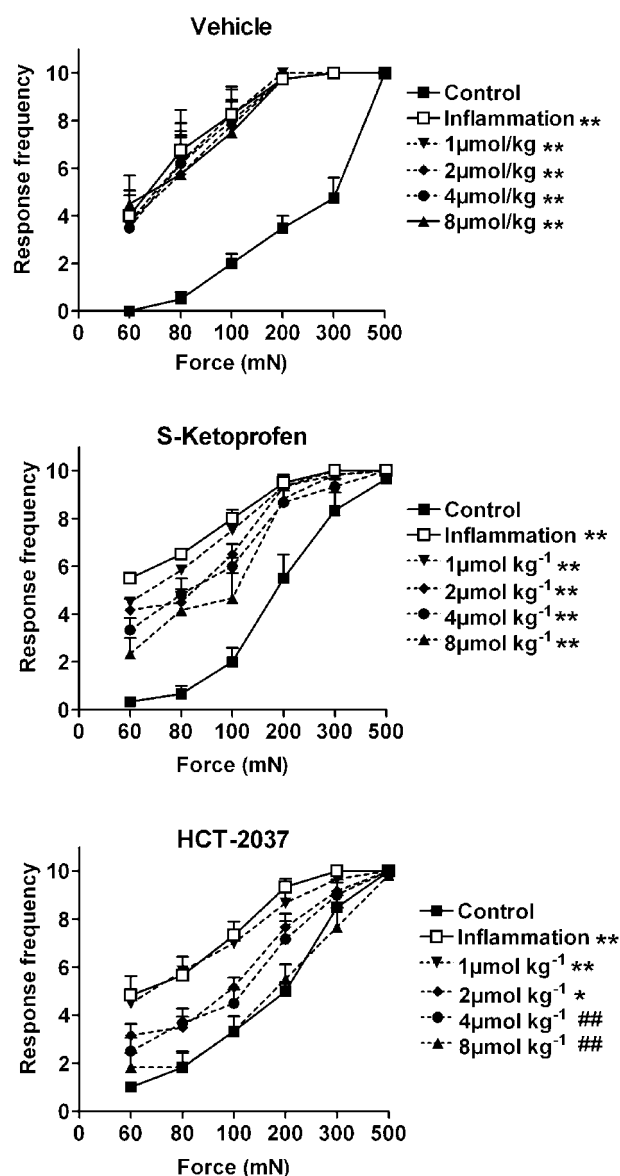 Vehicle
Response frequency
10
8
6
4
2
0
0 60 80 100 200 300 500
Force (mN)
Control
Inflammation **
1µmol/kg **
2µmol/kg **
4µmol/kg **
8µmol/kg **
S-Ketoprofen
Response frequency
10
8
6
4
2
0
0 60 80 100 200 300 500
Force (mN)
Control
Inflammation **
1µmol kg⁻¹ **
2µmol kg⁻¹ **
4µmol kg⁻¹ **
8µmol kg⁻¹ **
HCT-2037
Response frequency
10
8
6
4
2
0
0 60 80 100 200 300 500
Force (mN)
Control
Inflammation **
1µmol kg⁻¹ **
2µmol kg⁻¹ *
4µmol kg⁻¹ ##
8µmol kg⁻¹ ##